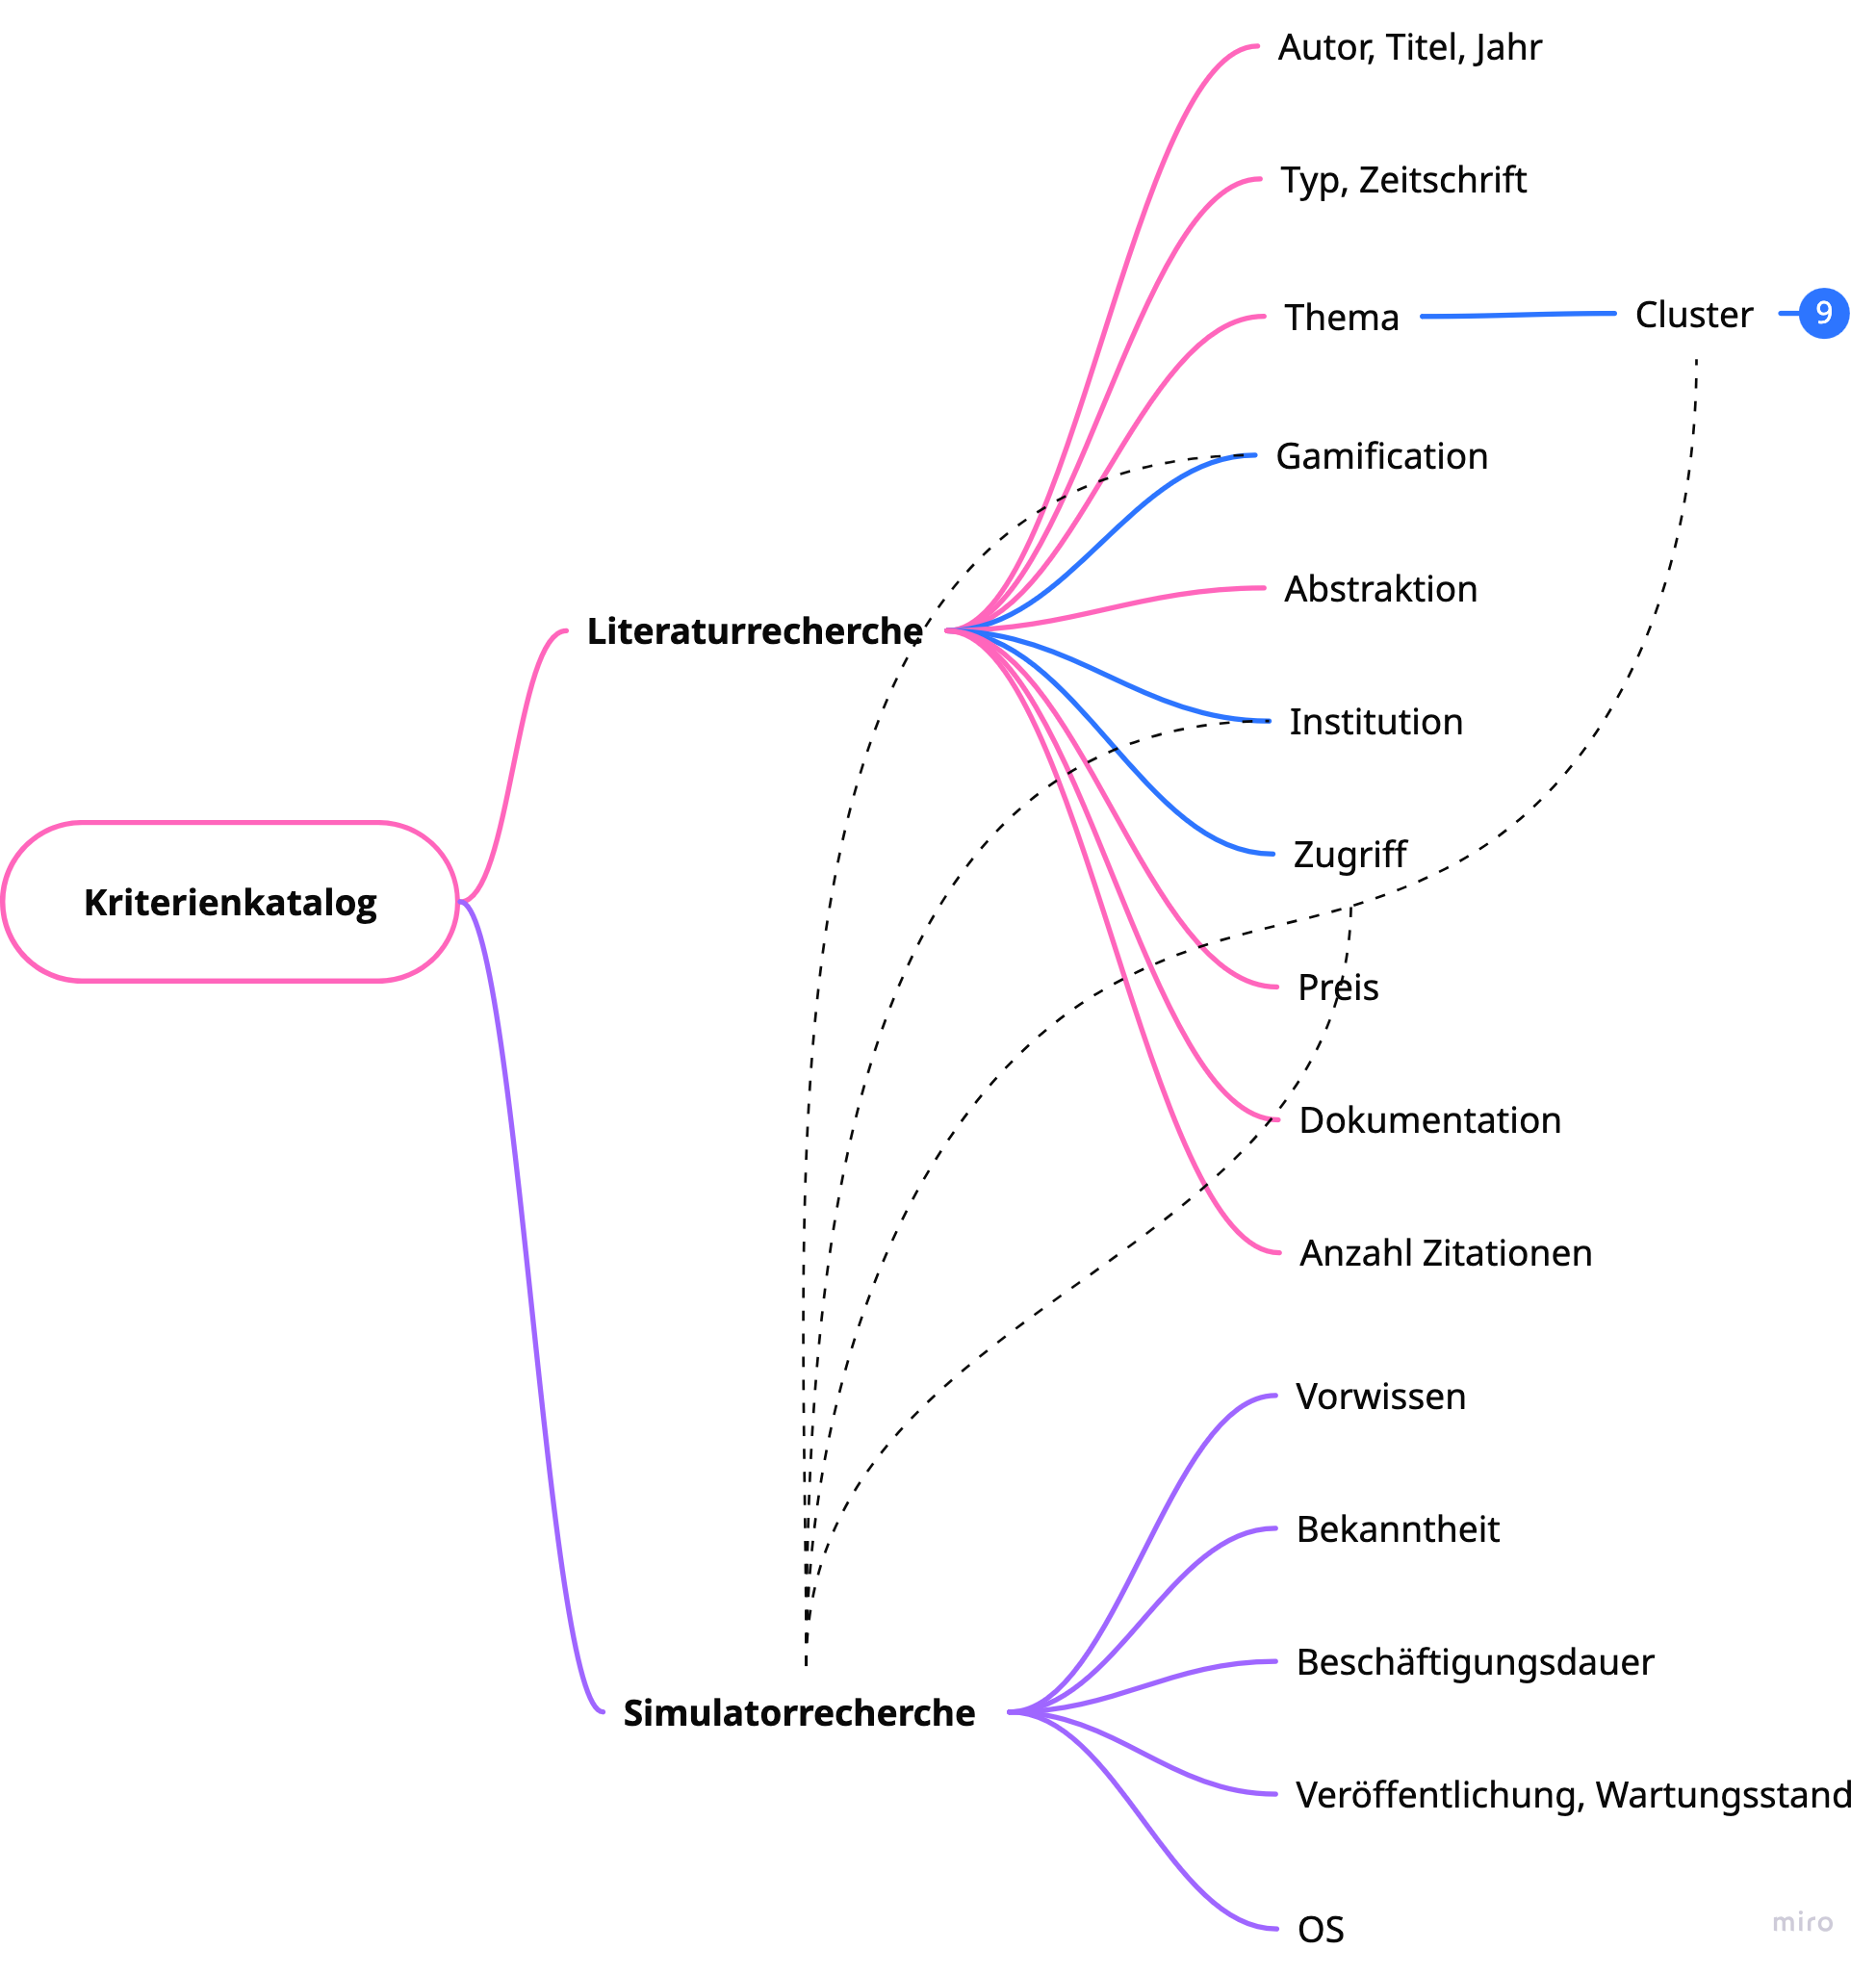 Autor, Titel, Jahr
Typ, Zeitschrift
Thema
Cluster
9
Gamification
Abstraktion
Literaturrecherche
Institution
Zugriff
Kriterienkatalog
Preis
Dokumentation
Anzahl Zitationen
Vorwissen
Bekanntheit
Beschäftigungsdauer
Simulatorrecherche
Veröffentlichung, Wartungsstand
OS
miro